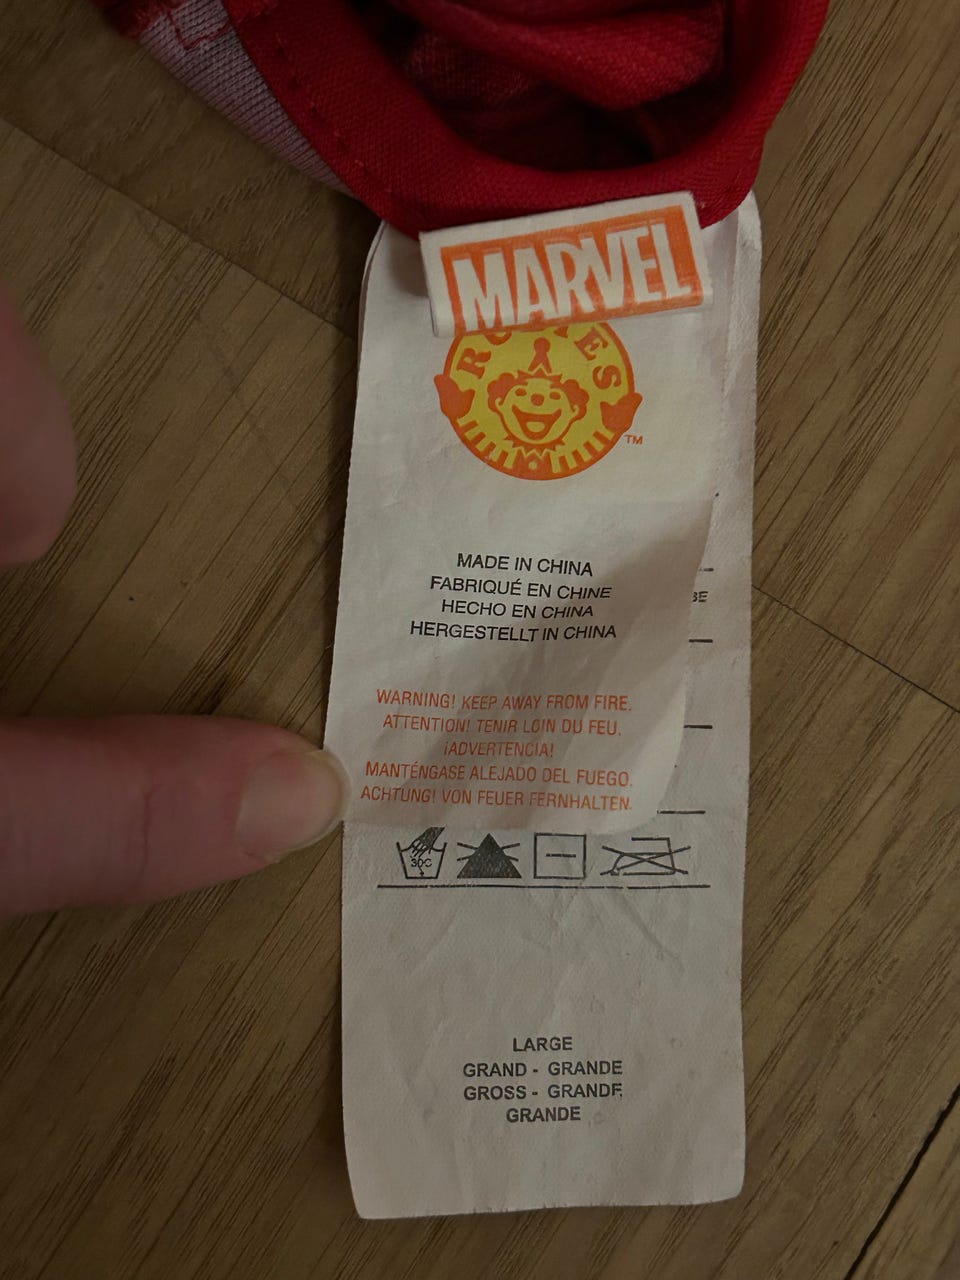 MARVEL
MADE IN CHINA
FABRIQUÉ EN CHINE
HECHO EN CHINA
HERGESTELLT IN CHINA
WARNING! KEEP AWAY FROM FIRE.
ATTENTION! TENIR LOIN DU FEU.
¡ADVERTENCIA!
MANTÉNGASE ALEJADO DEL FUEGO.
ACHTUNG! VON FEUER FERNHALTEN.
LARGE
GRAND - GRANDE
GROSS - GRANDE
GRANDE